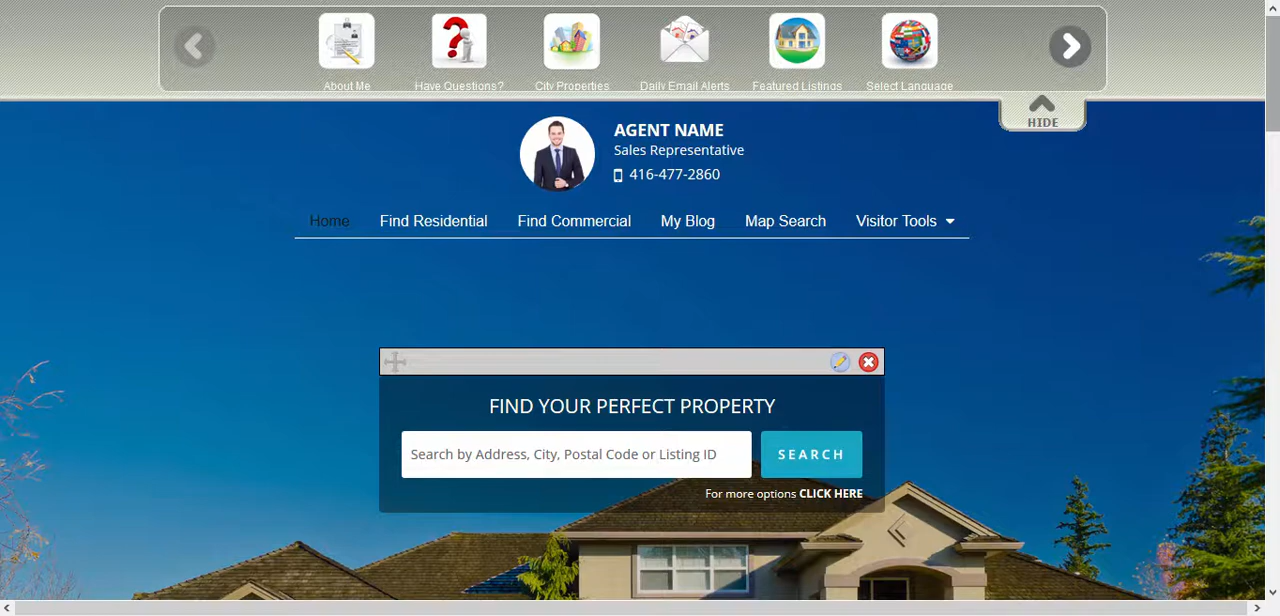 About Me
Have Questions?
City Properties
Daily Email Alerts
Featured Listings
Select Language
HIDE
AGENT NAME
Sales Representative
416-477-2860
Home
Find Residential
Find Commercial
My Blog
Map Search
Visitor Tools
FIND YOUR PERFECT PROPERTY
Search by Address, City, Postal Code or Listing ID
SEARCH
For more options CLICK HERE